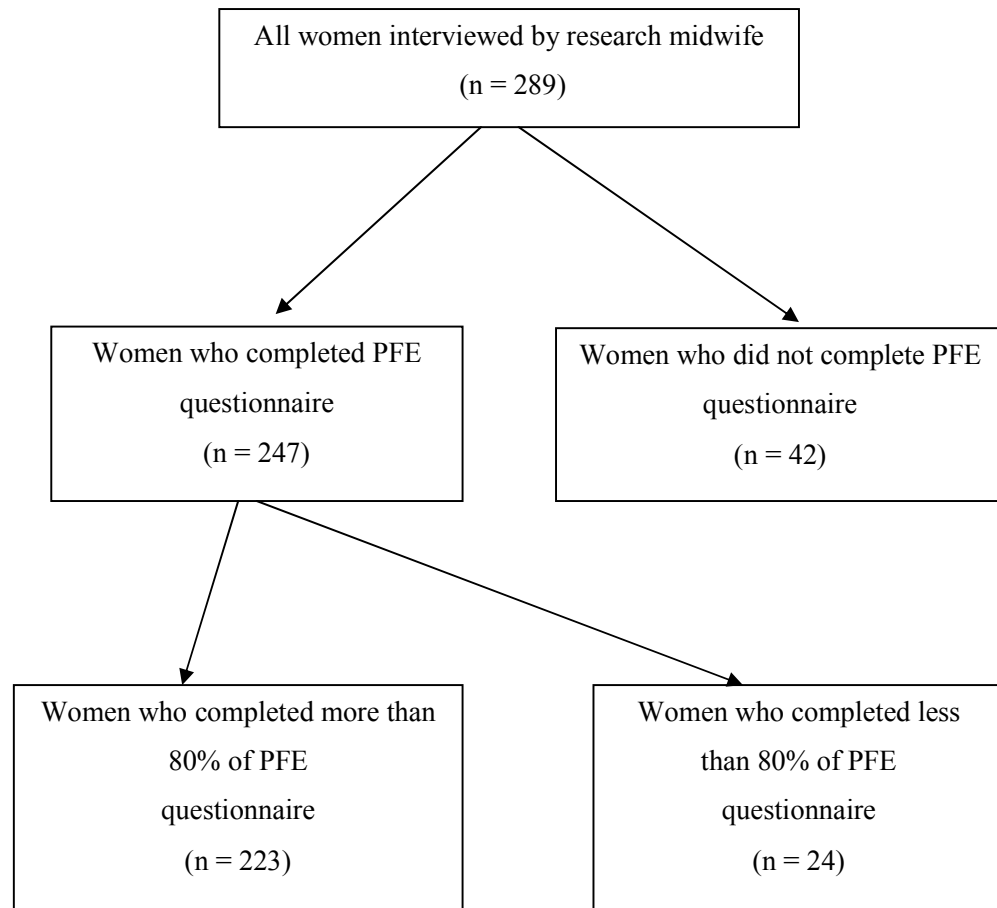 All women interviewed by research midwife
(n = 289)
Women who completed PFE
questionnaire
(n = 247)
Women who did not complete PFE
questionnaire
(n = 42)
Women who completed more than
80% of PFE
questionnaire
(n = 223)
Women who completed less
than 80% of PFE
questionnaire
(n = 24)